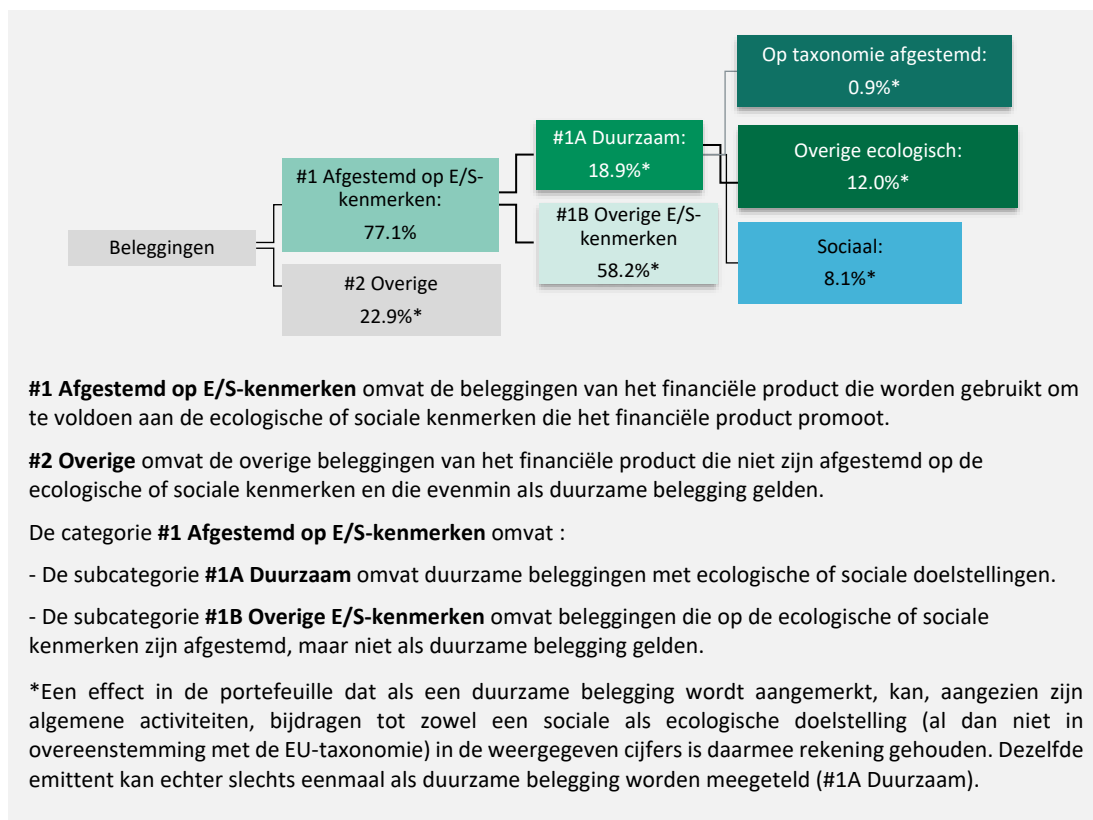 Op taxonomie afgestemd:
0.9%*
#1A Duurzaam:
18.9%*
Overige ecologisch:
12.0%*
#1 Afgestemd op E/S-
kenmerken:
77.1%
#1B Overige E/S-
kenmerken
58.2%*
Beleggingen
Sociaal:
8.1%*
#2 Overige
22.9%*
#1 Afgestemd op E/S-kenmerken omvat de beleggingen van het financiële product die worden gebruikt om
te voldoen aan de ecologische of sociale kenmerken die het financiële product promoot.
#2 Overige omvat de overige beleggingen van het financiële product die niet zijn afgestemd op de
ecologische of sociale kenmerken en die evenmin als duurzame belegging gelden.
De categorie #1 Afgestemd op E/S-kenmerken omvat :
- De subcategorie #1A Duurzaam omvat duurzame beleggingen met ecologische of sociale doelstellingen.
- De subcategorie #1B Overige E/S-kenmerken omvat beleggingen die op de ecologische of sociale
kenmerken zijn afgestemd, maar niet als duurzame belegging gelden.
*Een effect in de portefeuille dat als een duurzame belegging wordt aangemerkt, kan, aangezien zijn
algemene activiteiten, bijdragen tot zowel een sociale als ecologische doelstelling (al dan niet in
overeenstemming met de EU-taxonomie) in de weergegeven cijfers is daarmee rekening gehouden. Dezelfde
emittent kan echter slechts eenmaal als duurzame belegging worden meegeteld (#1A Duurzaam).